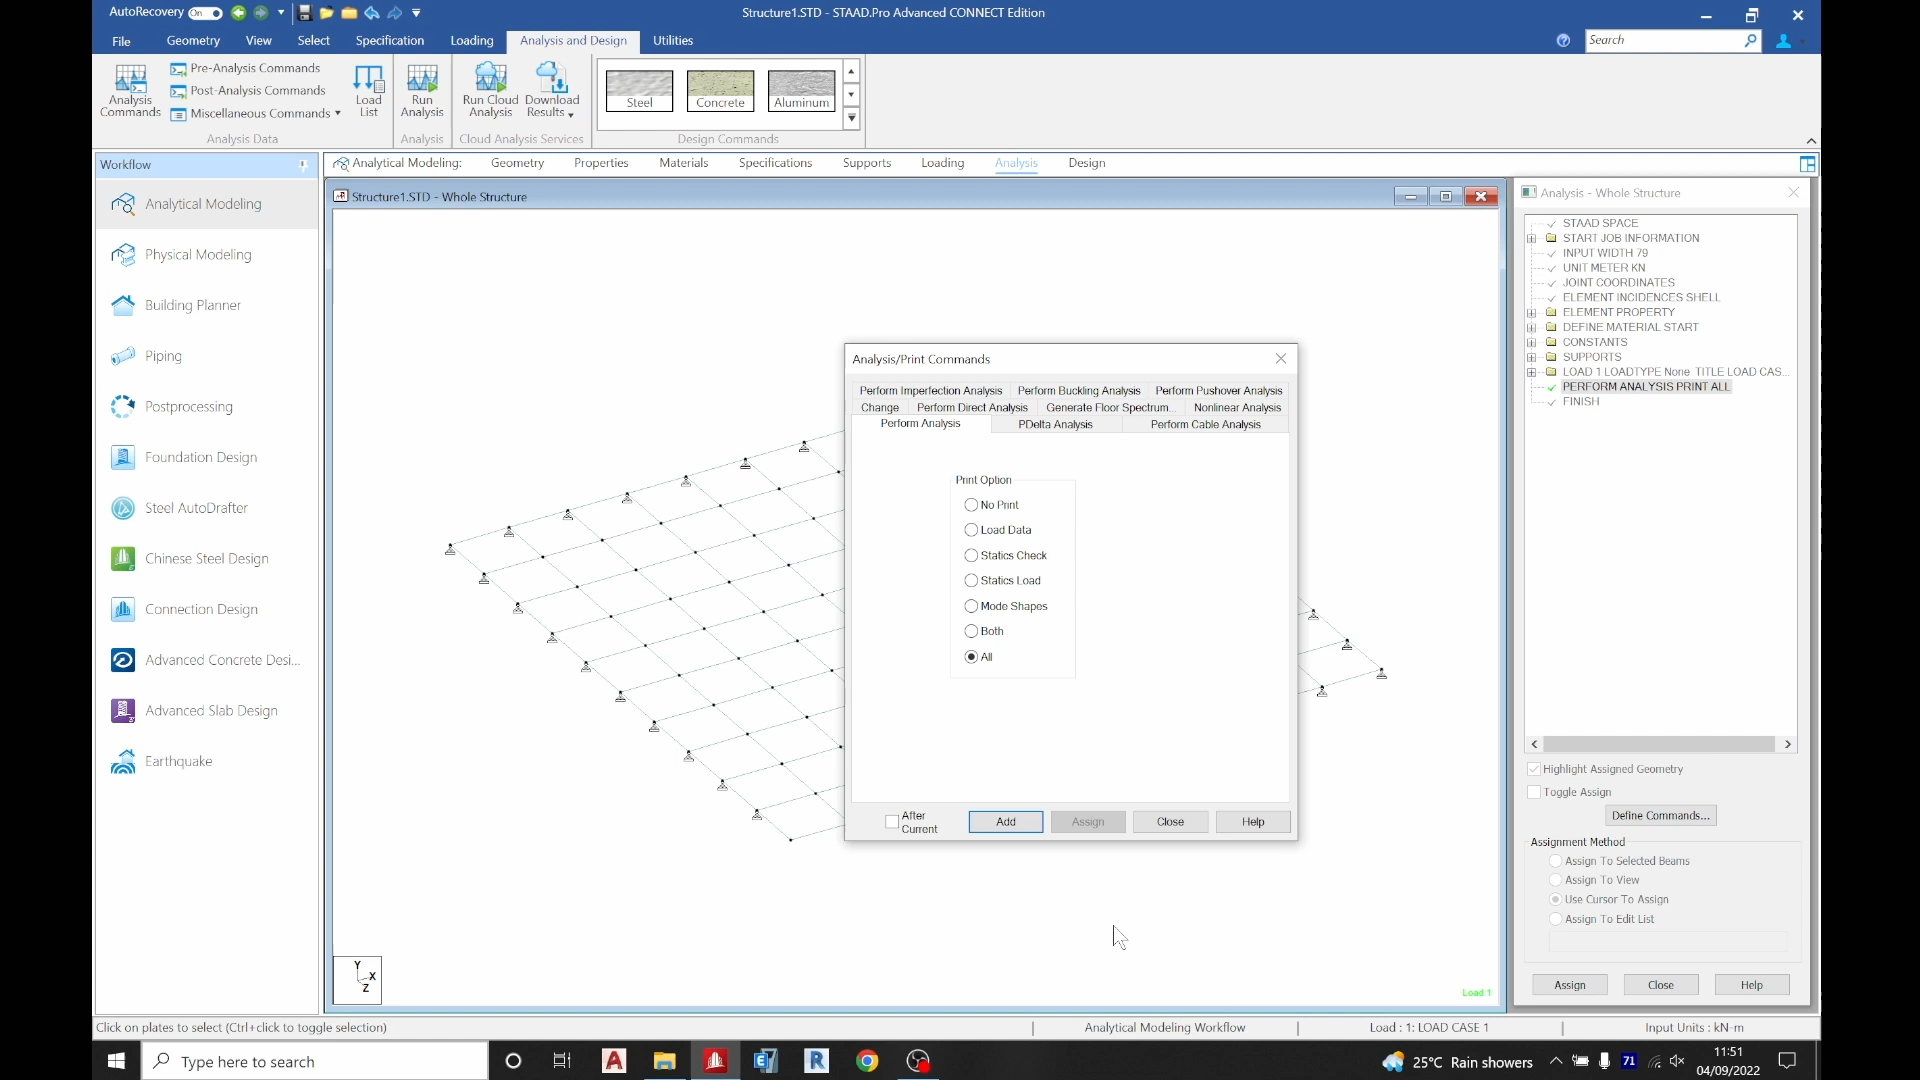 AutoRecovery On
Structure1.STD - STAAD.Pro Advanced CONNECT Edition
File Geometry View Select Specification Loading Analysis and Design Utilities
Search
Analysis Commands
Pre-Analysis Commands
Post-Analysis Commands
Miscellaneous Commands
Load List
Run Analysis
Run Cloud Analysis
Download Results
Steel
Concrete
Aluminum
Analysis Data
Analysis
Cloud Analysis Services
Design Commands
Workflow
Analytical Modeling: Geometry Properties Materials Specifications Supports Loading Analysis Design
Analytical Modeling
Physical Modeling
Building Planner
Piping
Postprocessing
Foundation Design
Steel AutoDrafter
Chinese Steel Design
Connection Design
Advanced Concrete Desi...
Advanced Slab Design
Earthquake
Structure1.STD - Whole Structure
Analysis/Print Commands
Perform Imperfection Analysis Perform Buckling Analysis Perform Pushover Analysis
Change Perform Direct Analysis Generate Floor Spectrum... Nonlinear Analysis
Perform Analysis PDelta Analysis Perform Cable Analysis
Print Option
No Print
Load Data
Statics Check
Statics Load
Mode Shapes
Both
All
After
Current
Add Assign Close Help
Y
X
Z
Load 1
Analysis - Whole Structure
STAAD SPACE
START JOB INFORMATION
INPUT WIDTH 79
UNIT METER KN
JOINT COORDINATES
ELEMENT INCIDENCES SHELL
ELEMENT PROPERTY
DEFINE MATERIAL START
CONSTANTS
SUPPORTS
LOAD 1 LOADTYPE None TITLE LOAD CAS...
PERFORM ANALYSIS PRINT ALL
FINISH
Highlight Assigned Geometry
Toggle Assign
Define Commands...
Assignment Method
Assign To Selected Beams
Assign To View
Use Cursor To Assign
Assign To Edit List
Assign Close Help
Click on plates to select (Ctrl+click to toggle selection)
Analytical Modeling Workflow
Load : 1: LOAD CASE 1
Input Units : kN-m
Type here to search
25°C Rain showers
71
11:51
04/09/2022